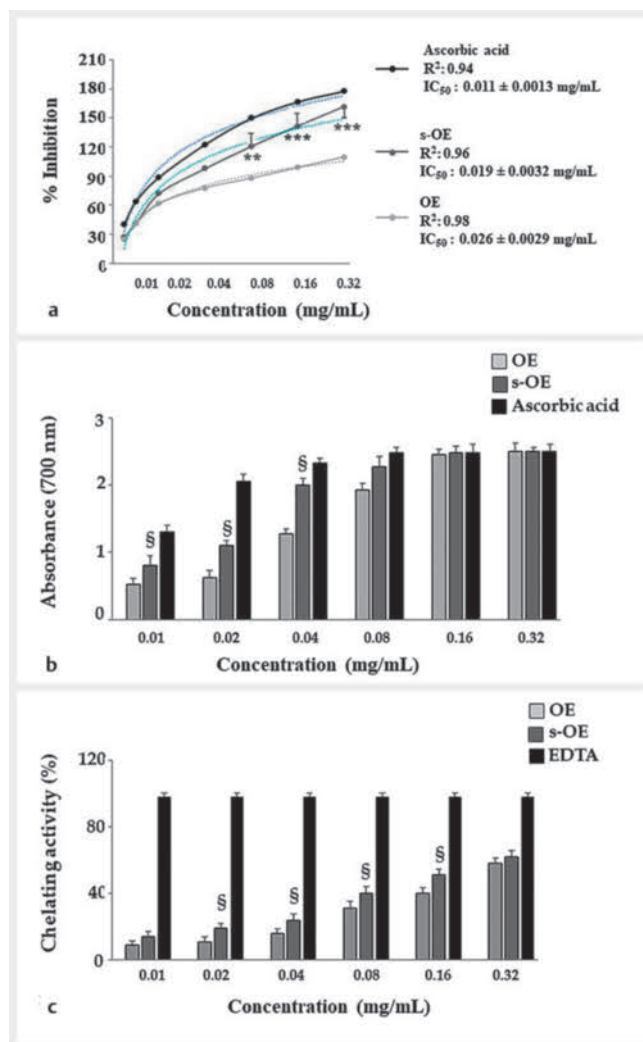 210
180
150
120
90
60
30
0
% Inhibition
** *** ***
0.01 0.02 0.04 0.08 0.16 0.32
Concentration (mg/mL)
Ascorbic acid
R²: 0.94
IC₅₀ : 0.011 ± 0.0013 mg/mL
s-OE
R²: 0.96
IC₅₀ : 0.019 ± 0.0032 mg/mL
OE
R²: 0.98
IC₅₀ : 0.026 ± 0.0029 mg/mL
a
OE
s-OE
Ascorbic acid
3
2
1
0
Absorbance (700 nm)
§ § §
0.01 0.02 0.04 0.08 0.16 0.32
Concentration (mg/mL)
b
OE
s-OE
EDTA
120
80
40
0
Chelating activity (%)
§ § § §
0.01 0.02 0.04 0.08 0.16 0.32
Concentration (mg/mL)
c